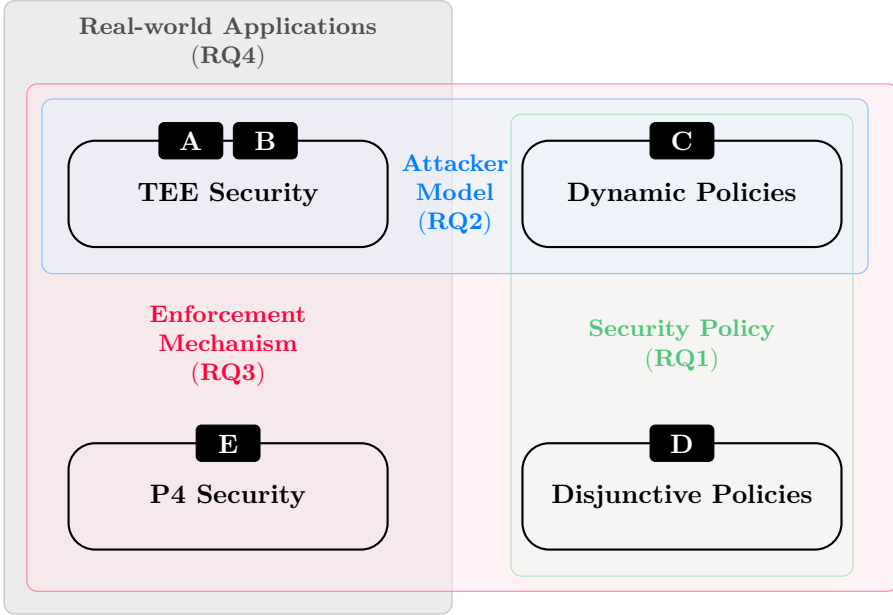 Real-world Applications
(RQ4)
A B
TEE Security
Attacker
Model
(RQ2)
C
Dynamic Policies
Enforcement
Mechanism
(RQ3)
Security Policy
(RQ1)
E
P4 Security
D
Disjunctive Policies